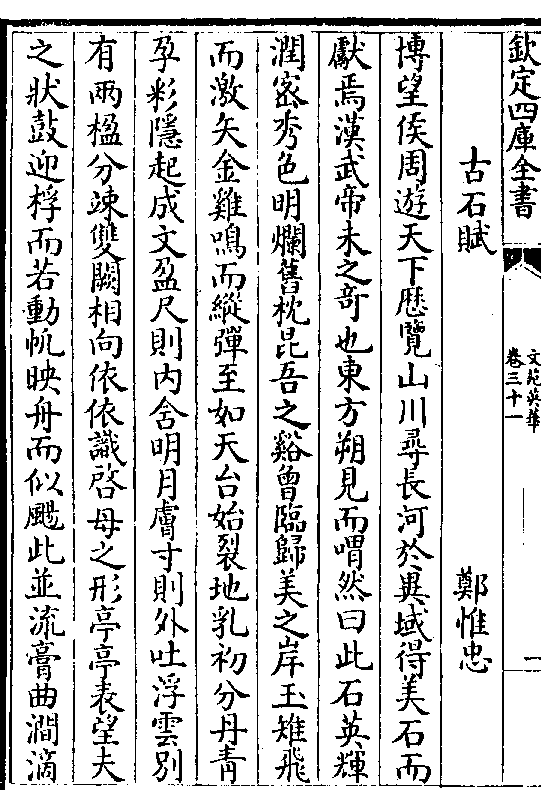 欽定四庫全書
文苑英華
卷三十一
一
古石賦
鄭惟忠
博望侯周遊天下歴覽山川尋長河於異域得美石而
獻焉漢武帝未之竒也東方朔見而喟然曰此石英輝
潤密秀色明爛舊枕昆吾之谿曽臨歸美之岸玉雉飛
而激矢金雞鳴而縱彈至如天台始裂地乳初分丹青
孕彩隱起成文盈尺則内含明月膚寸則外吐浮雲别
有兩楹分竦雙闕相向依依識啓母之形亭亭表望夫
之狀鼓迎桴而若動帆映舟而似颺此並流膏曲澗滴